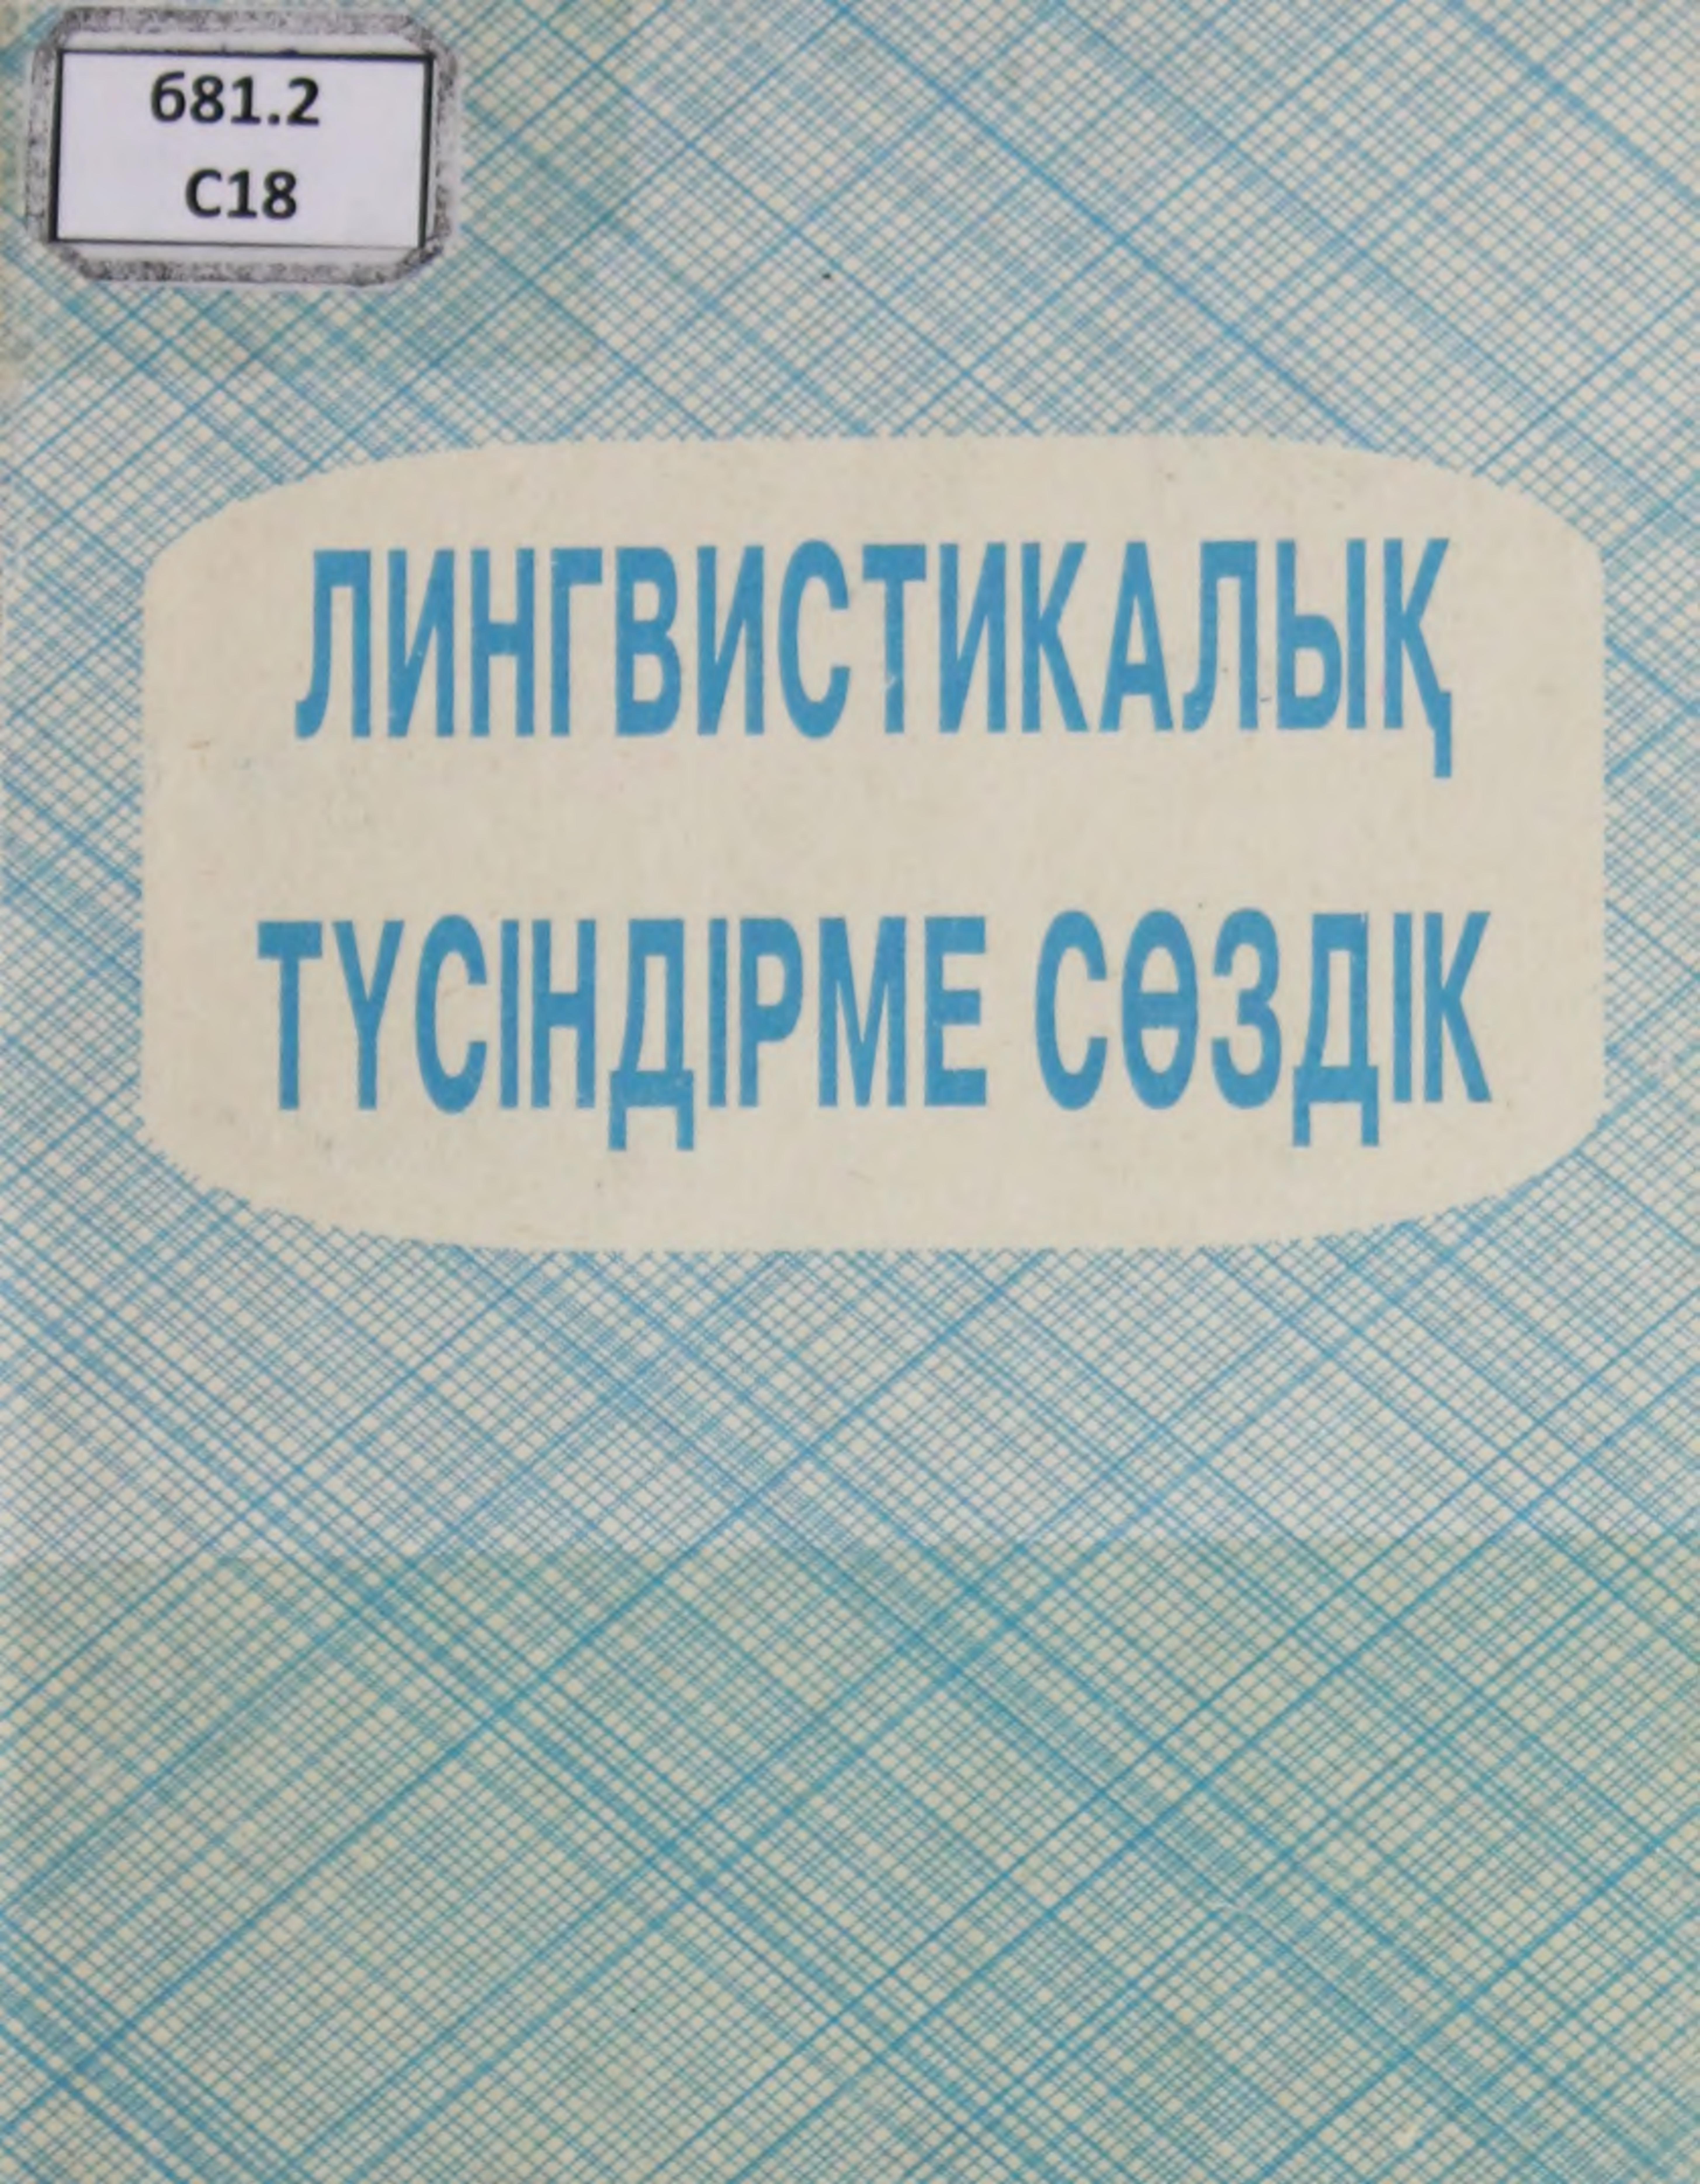 681.2
С18
ЛИНГВИСТИКАЛЫҚ
ТҮСІНДІРМЕ СӨЗДІК